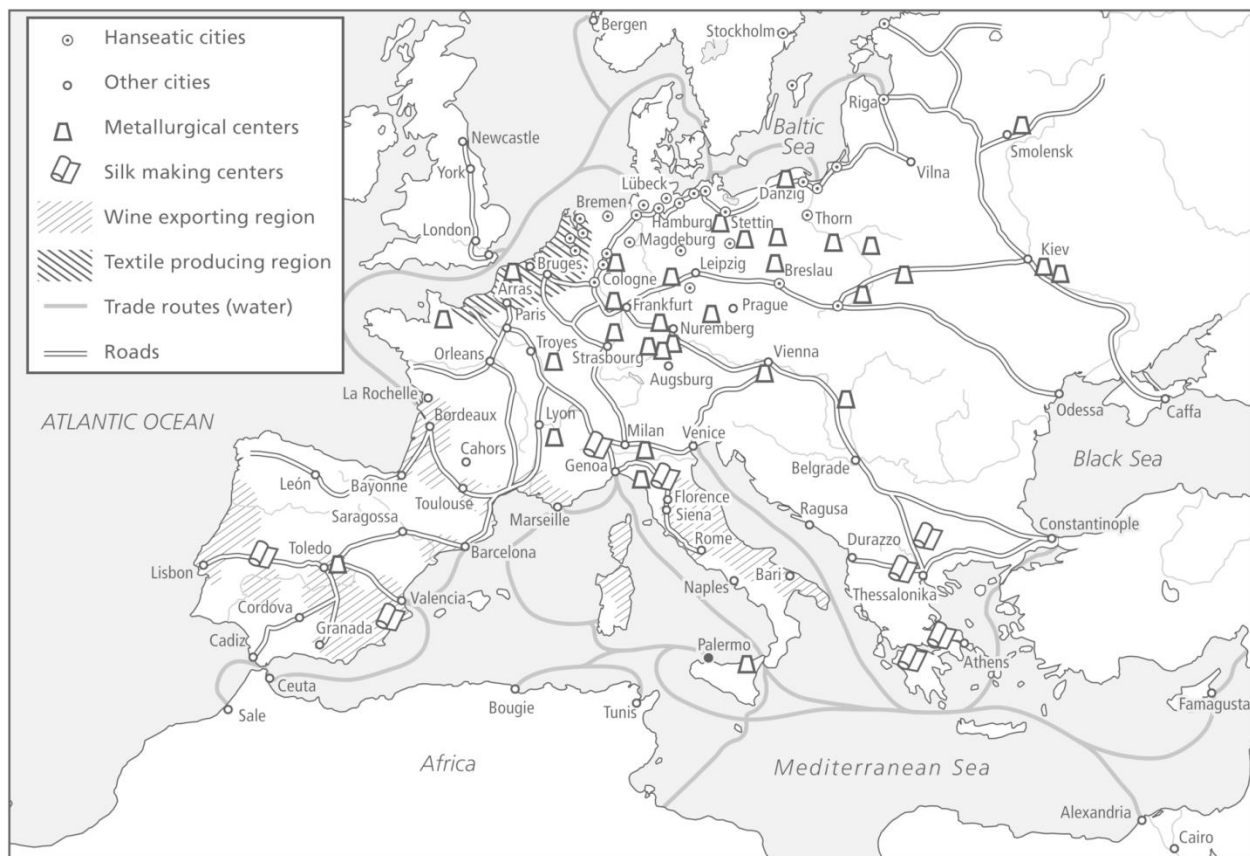 Hanseatic cities
Other cities
Metallurgical centers
Silk making centers
Wine exporting region
Textile producing region
Trade routes (water)
Roads
Bergen
Stockholm
Newcastle
York
London
Baltic
Sea
Riga
Smolensk
Vilna
Lübeck
Bremen
Hamburg
Danzig
Stettin
Thorn
Magdeburg
Bruges
Arras
Cologne
Leipzig
Breslau
Kiev
Paris
Frankfurt
Prague
Nuremberg
Orleans
Troyes
Strasbourg
Augsburg
Vienna
La Rochelle
Odessa
Caffa
ATLANTIC OCEAN
Bordeaux
Lyon
Milan
Venice
Cahors
Genoa
Belgrade
Black Sea
León
Bayonne
Toulouse
Marseille
Florence
Siena
Ragusa
Saragossa
Barcelona
Rome
Durazzo
Constantinople
Lisbon
Toledo
Naples
Bari
Thessalonika
Valencia
Cordova
Granada
Cadiz
Palermo
Athens
Ceuta
Sale
Bougie
Tunis
Famagusta
Africa
Mediterranean Sea
Alexandria
Cairo